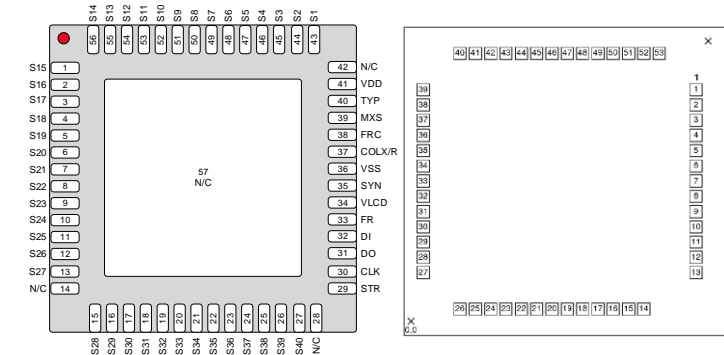 S14 S13 S12 S11 S10 S9 S8 S7 S6 S5 S4 S3 S2 S1
56 55 54 53 52 51 50 49 48 47 46 45 44 43
S15 1 42 N/C
S16 2 41 VDD
S17 3 40 TYP
S18 4 39 MXS
S19 5 38 FRC
S20 6 37 COLX/R
S21 7 36 VSS
S22 8 35 SYN
S23 9 34 VLCD
S24 10 33 FR
S25 11 32 DI
S26 12 31 DO
S27 13 30 CLK
N/C 14 29 STR
57
N/C
15 16 17 18 19 20 21 22 23 24 25 26 27 28
S28 S29 S30 S31 S32 S33 S34 S35 S36 S37 S38 S39 S40 N/C
×
40 41 42 43 44 45 46 47 48 49 50 51 52 53
1
39 1
38 2
37 3
36 4
35 5
34 6
33 7
32 8
31 9
30 10
29 11
28 12
27 13
26 25 24 23 22 21 20 19 18 17 16 15 14
×
0,0